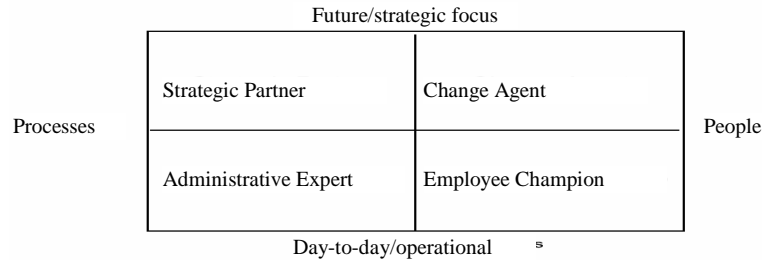 Future/strategic focus
Strategic Partner Change Agent
Processes People
Administrative Expert Employee Champion
Day-to-day/operational s